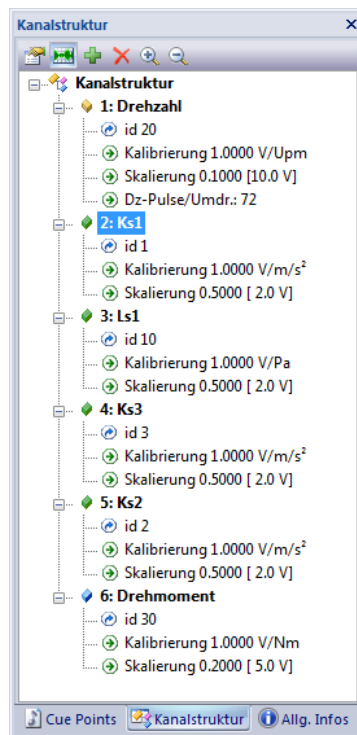 Kanalstruktur
Kanalstruktur
1: Drehzahl
id 20
Kalibrierung 1.0000 V/Upm
Skalierung 0.1000 [10.0 V]
Dz-Pulse/Umdr.: 72
2: Ks1
id 1
Kalibrierung 1.0000 V/m/s²
Skalierung 0.5000 [ 2.0 V]
3: Ls1
id 10
Kalibrierung 1.0000 V/Pa
Skalierung 0.5000 [ 2.0 V]
4: Ks3
id 3
Kalibrierung 1.0000 V/m/s²
Skalierung 0.5000 [ 2.0 V]
5: Ks2
id 2
Kalibrierung 1.0000 V/m/s²
Skalierung 0.5000 [ 2.0 V]
6: Drehmoment
id 30
Kalibrierung 1.0000 V/Nm
Skalierung 0.2000 [ 5.0 V]
Cue Points Kanalstruktur Allg. Infos